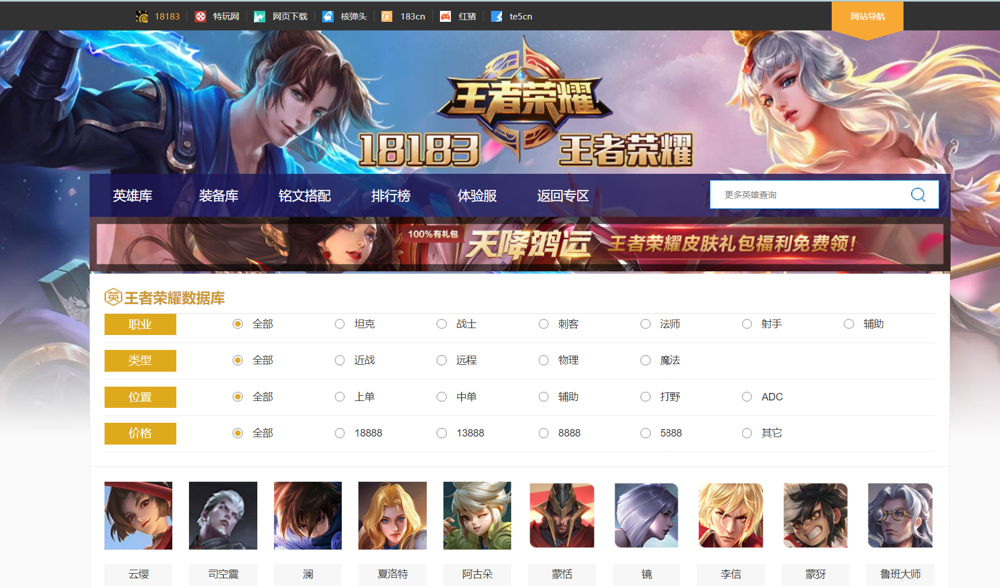 18183 特玩网 网页下载 核弹头 183cn 红猪 te5cn 网站导航
王者荣耀
18183 王者荣耀
英雄库 装备库 铭文搭配 排行榜 体验服 返回专区 更多英雄查询
100%有礼包 天降鸿运 王者荣耀皮肤礼包福利免费领!
英 王者荣耀数据库
职业 全部 坦克 战士 刺客 法师 射手 辅助
类型 全部 近战 远程 物理 魔法
位置 全部 上单 中单 辅助 打野 ADC
价格 全部 18888 13888 8888 5888 其它
云缨 司空震 澜 夏洛特 阿古朵 蒙恬 镜 李信 蒙犽 鲁班大师